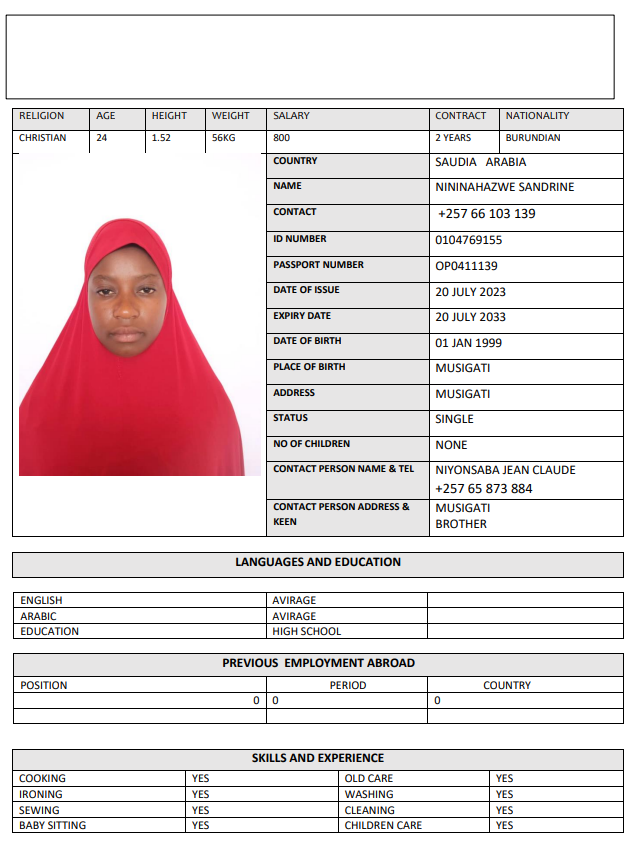 RELIGION AGE HEIGHT WEIGHT SALARY CONTRACT NATIONALITY
CHRISTIAN 24 1.52 56KG 800 2 YEARS BURUNDIAN
COUNTRY SAUDIA ARABIA
NAME NININAHAZWE SANDRINE
CONTACT +257 66 103 139
ID NUMBER 0104769155
PASSPORT NUMBER OP0411139
DATE OF ISSUE 20 JULY 2023
EXPIRY DATE 20 JULY 2033
DATE OF BIRTH 01 JAN 1999
PLACE OF BIRTH MUSIGATI
ADDRESS MUSIGATI
STATUS SINGLE
NO OF CHILDREN NONE
CONTACT PERSON NAME & TEL NIYONSABA JEAN CLAUDE
+257 65 873 884
CONTACT PERSON ADDRESS & MUSIGATI
KEEN BROTHER
LANGUAGES AND EDUCATION
ENGLISH AVIRAGE
ARABIC AVIRAGE
EDUCATION HIGH SCHOOL
PREVIOUS EMPLOYMENT ABROAD
POSITION PERIOD COUNTRY
0 0 0
SKILLS AND EXPERIENCE
COOKING YES OLD CARE YES
IRONING YES WASHING YES
SEWING YES CLEANING YES
BABY SITTING YES CHILDREN CARE YES